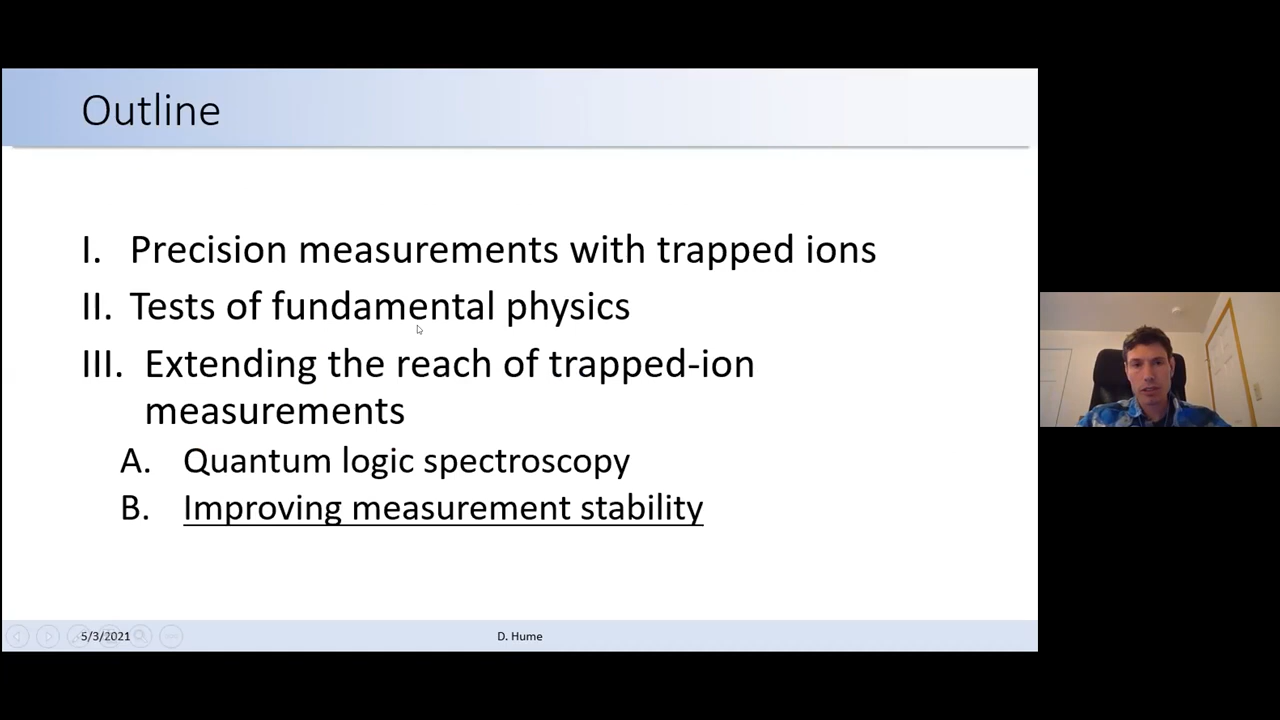 Outline
I. Precision measurements with trapped ions
II. Tests of fundamental physics
III. Extending the reach of trapped-ion
measurements
A. Quantum logic spectroscopy
B. Improving measurement stability
5/3/2021
D. Hume